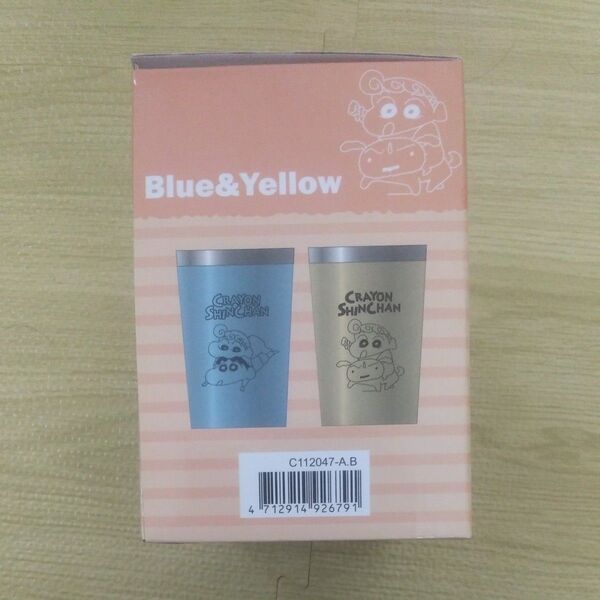 Blue&Yellow
CRAYON
SHINCHAN
CRAYON
SHINCHAN
C112047-A.B
4 712914 926791